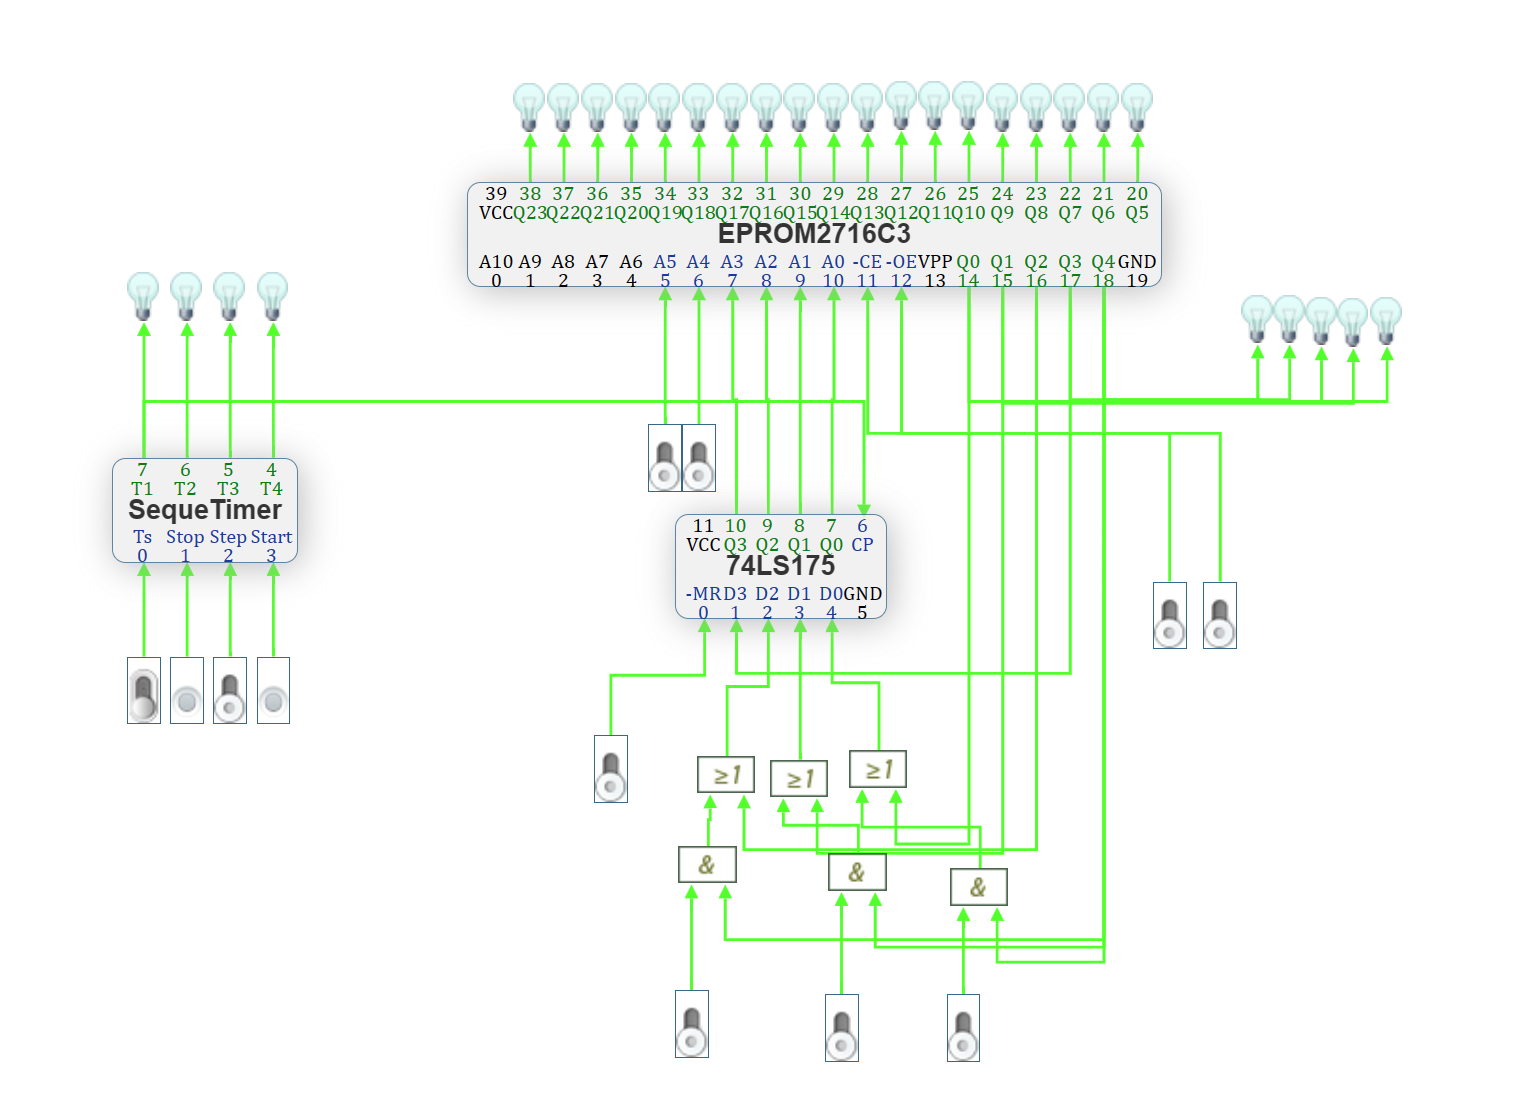 39 38 37 36 35 34 33 32 31 30 29 28 27 26 25 24 23 22 21 20
VCC Q23 Q22 Q21 Q20 Q19 Q18 Q17 Q16 Q15 Q14 Q13 Q12 Q11 Q10 Q9 Q8 Q7 Q6 Q5
EPROM2716C3
A10 A9 A8 A7 A6 A5 A4 A3 A2 A1 A0 -CE -OE VPP Q0 Q1 Q2 Q3 Q4 GND
0 1 2 3 4 5 6 7 8 9 10 11 12 13 14 15 16 17 18 19
7 6 5 4
T1 T2 T3 T4
SequeTimer
Ts Stop Step Start
0 1 2 3
11 10 9 8 7 6
VCC Q3 Q2 Q1 Q0 CP
74LS175
-MR D3 D2 D1 D0 GND
0 1 2 3 4 5
≥1 ≥1 ≥1
& & &